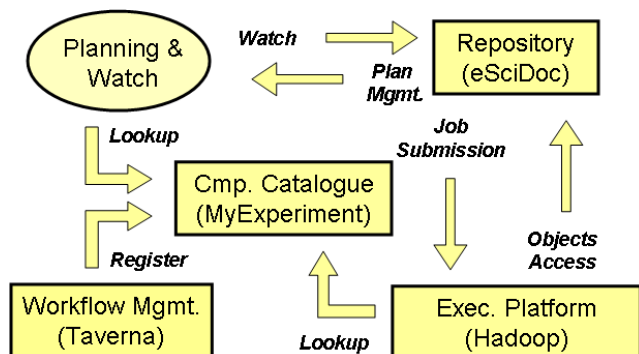 Planning &
Watch
Watch
Repository
(eSciDoc)
Plan
Mgmt.
Lookup
Job
Submission
Cmp. Catalogue
(MyExperiment)
Register
Objects
Access
Workflow Mgmt.
(Taverna)
Lookup
Exec. Platform
(Hadoop)